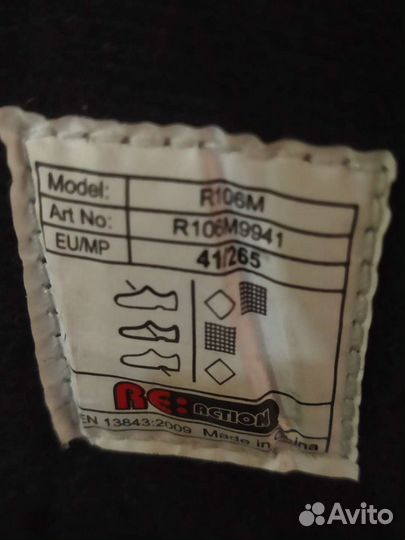 Model: R106M
Art No: R106M9941
EU/MP 41/265
RE:ACTION
EN 13843:2009 Made in China
Avito